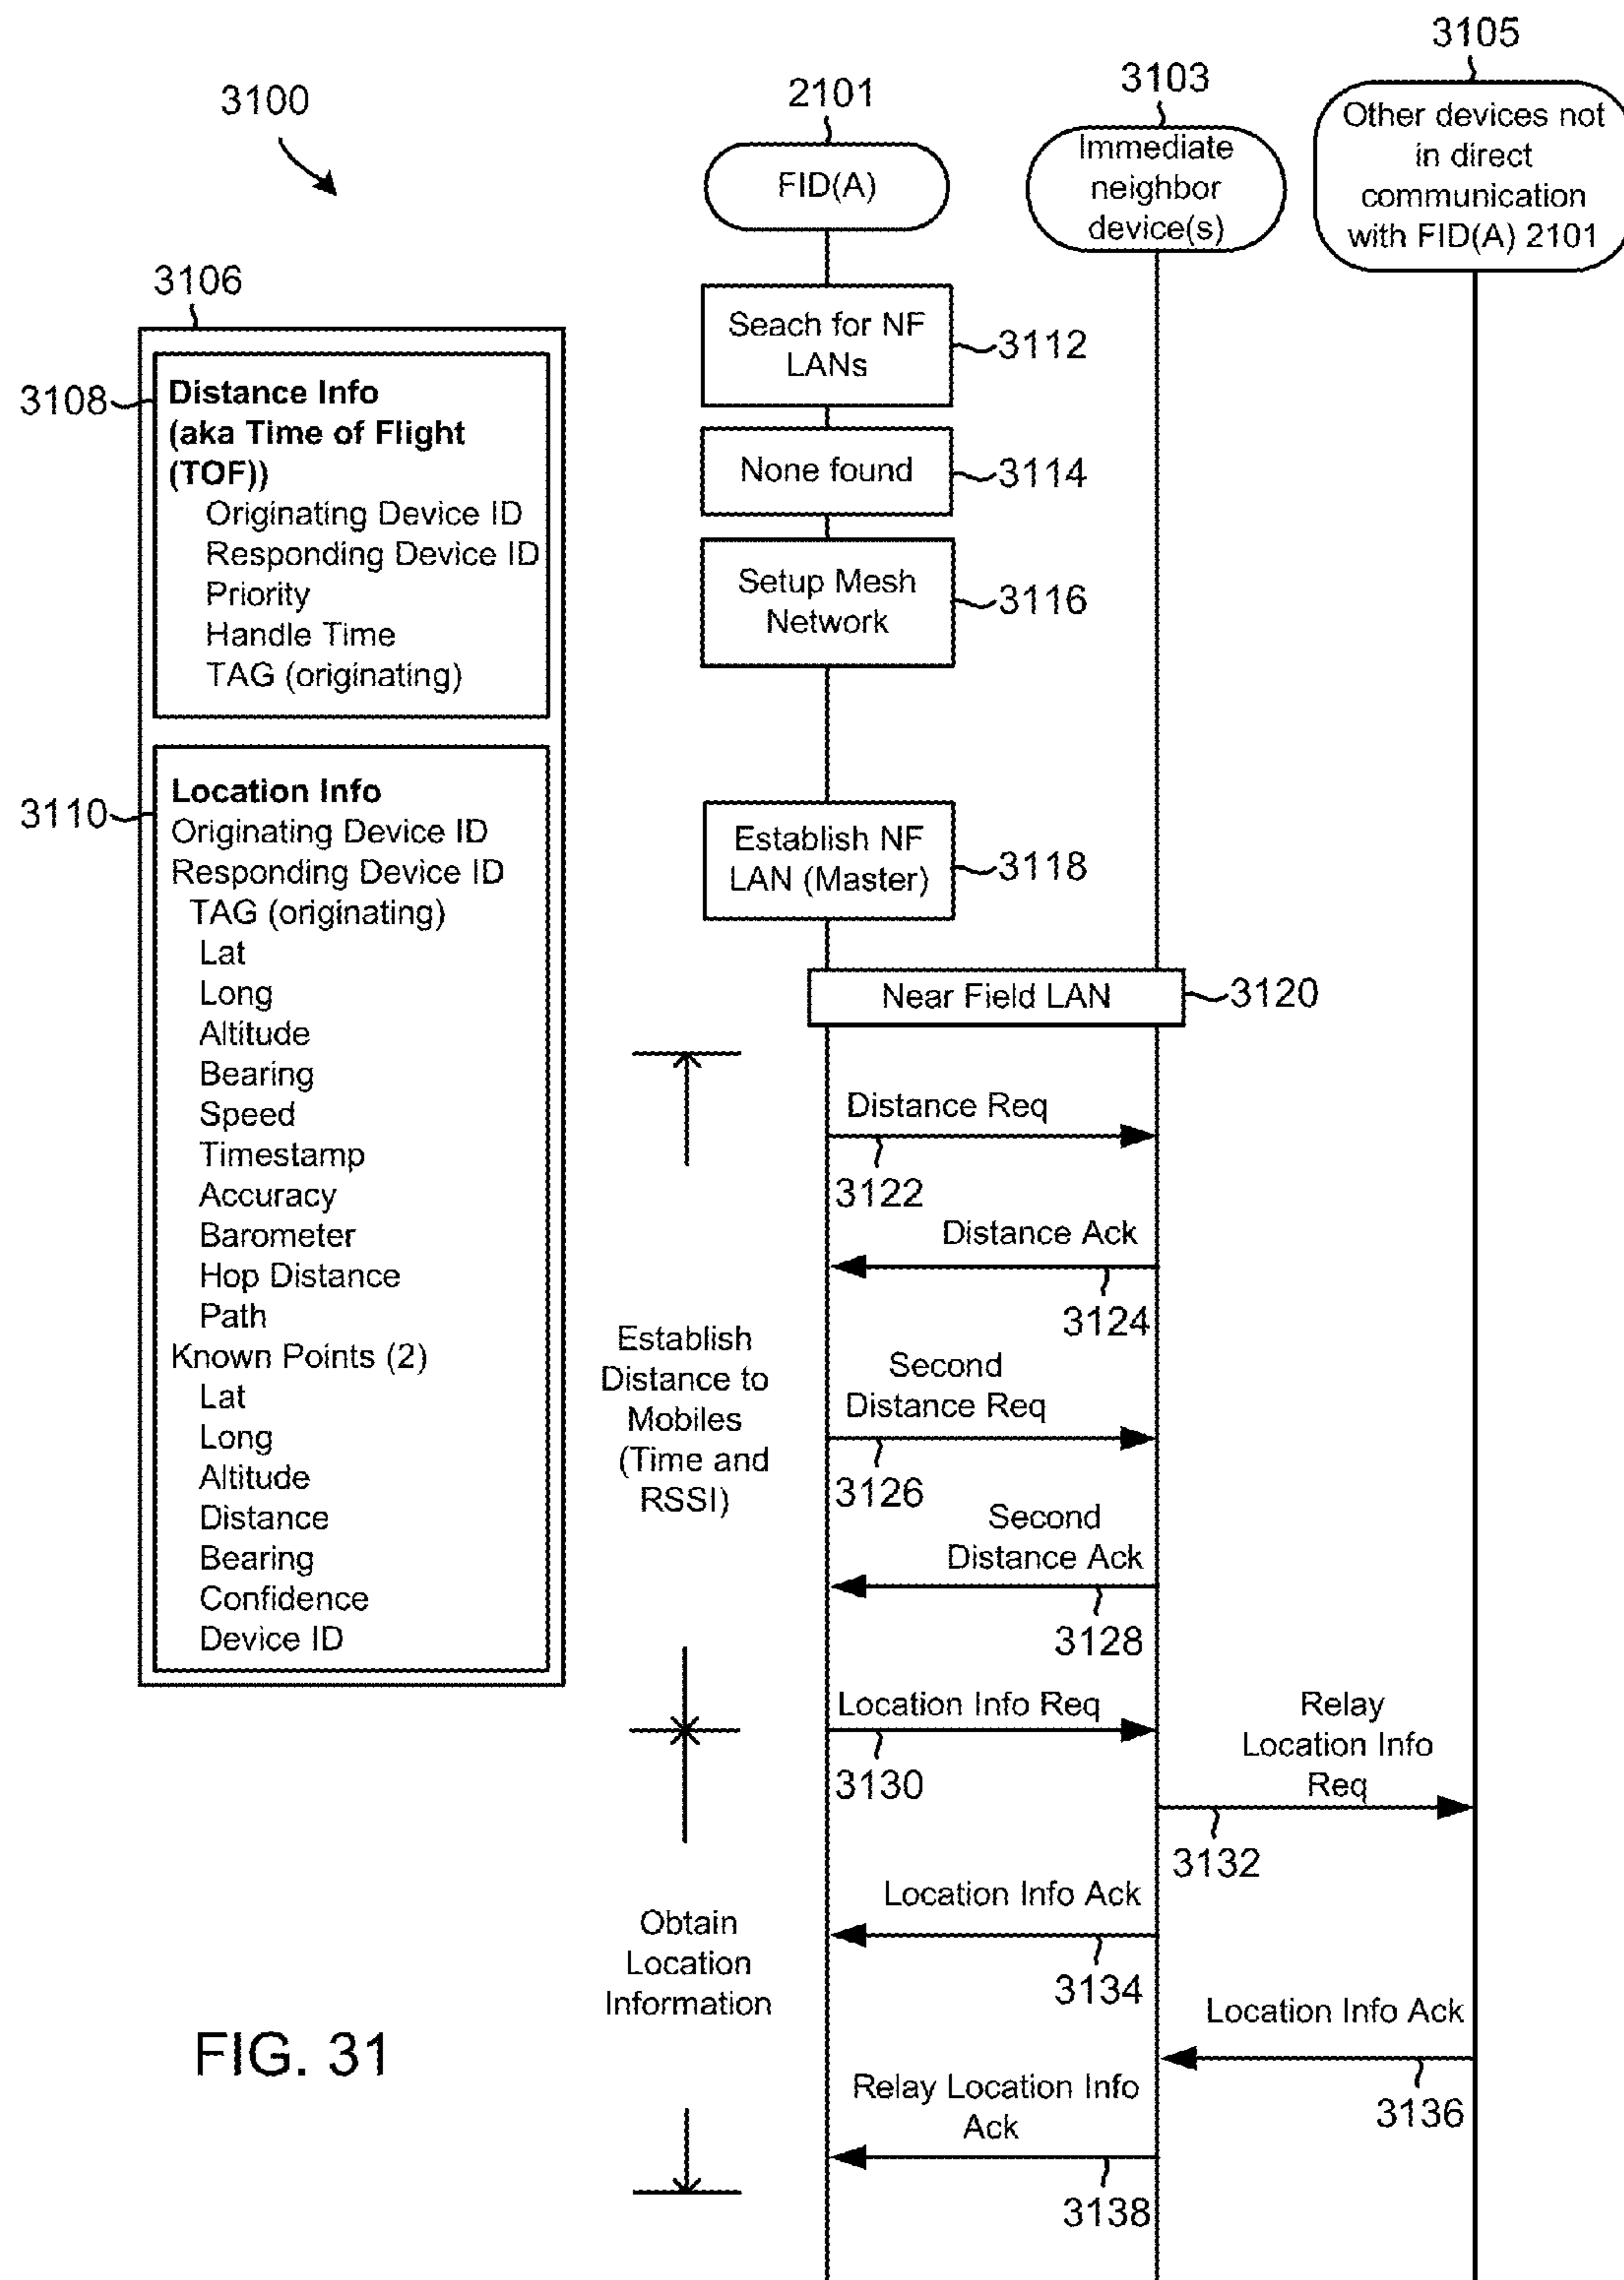 3100
2101
FID(A)
3103
Immediate
neighbor
device(s)
3105
Other devices not
in direct
communication
with FID(A) 2101
3106
3108
Distance Info
(aka Time of Flight
(TOF))
Originating Device ID
Responding Device ID
Priority
Handle Time
TAG (originating)
3110
Location Info
Originating Device ID
Responding Device ID
TAG (originating)
Lat
Long
Altitude
Bearing
Speed
Timestamp
Accuracy
Barometer
Hop Distance
Path
Known Points (2)
Lat
Long
Altitude
Distance
Bearing
Confidence
Device ID
Seach for NF
LANs
3112
None found
3114
Setup Mesh
Network
3116
Establish NF
LAN (Master)
3118
Near Field LAN
3120
Establish
Distance to
Mobiles
(Time and
RSSI)
Distance Req
3122
Distance Ack
3124
Second
Distance Req
3126
Second
Distance Ack
3128
Obtain
Location
Information
Location Info Req
3130
Relay
Location Info
Req
3132
Location Info Ack
3134
Location Info Ack
3136
Relay Location Info
Ack
3138
FIG. 31